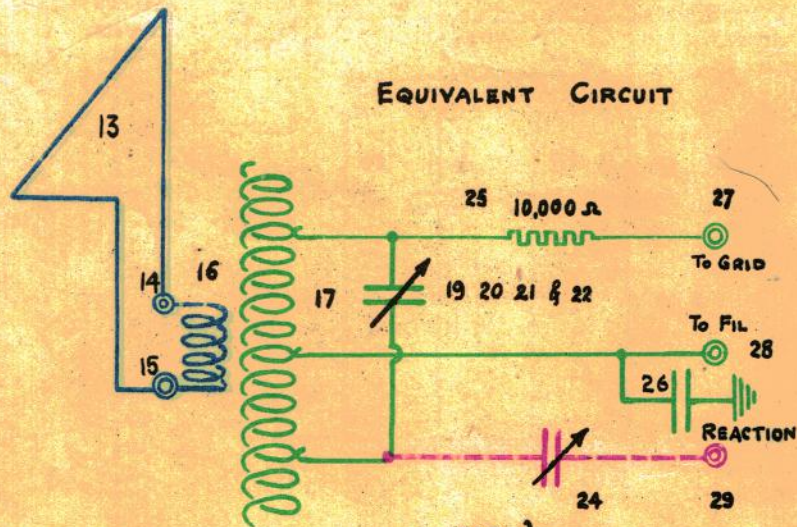 EQUIVALENT CIRCUIT
13
25 10,000 Ω 27
TO GRID
14 16
17 19 20 21 & 22
TO FIL
28
15
26
REACTION
24 29